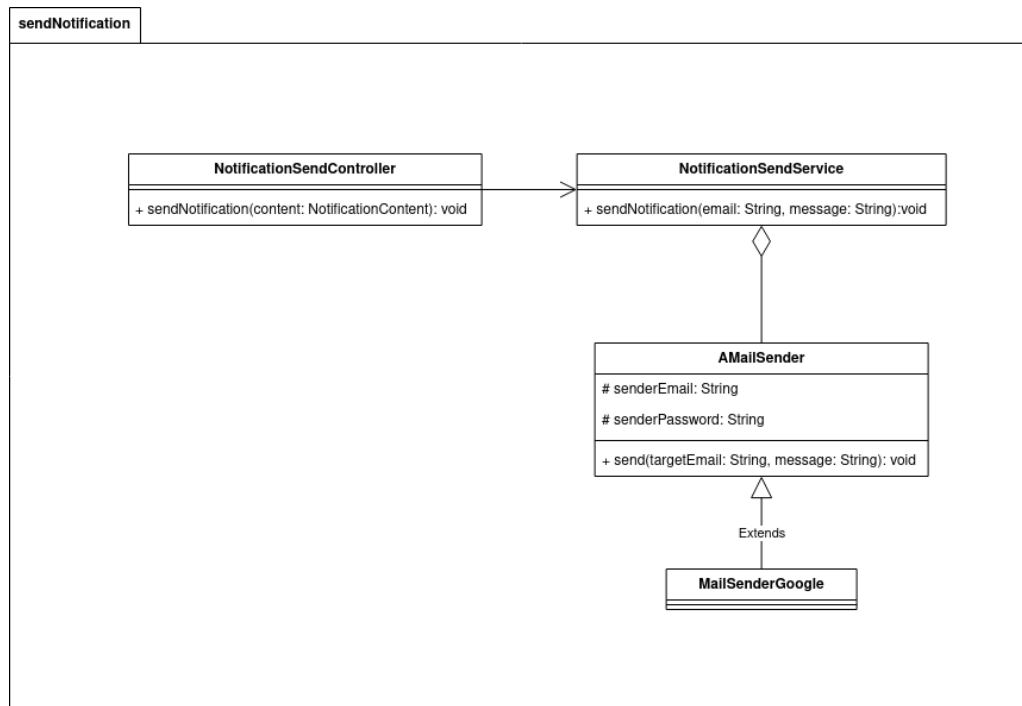 sendNotification
NotificationSendController
+ sendNotification(content: NotificationContent): void
NotificationSendService
+ sendNotification(email: String, message: String):void
AMailSender
# senderEmail: String
# senderPassword: String
+ send(targetEmail: String, message: String): void
Extends
MailSenderGoogle